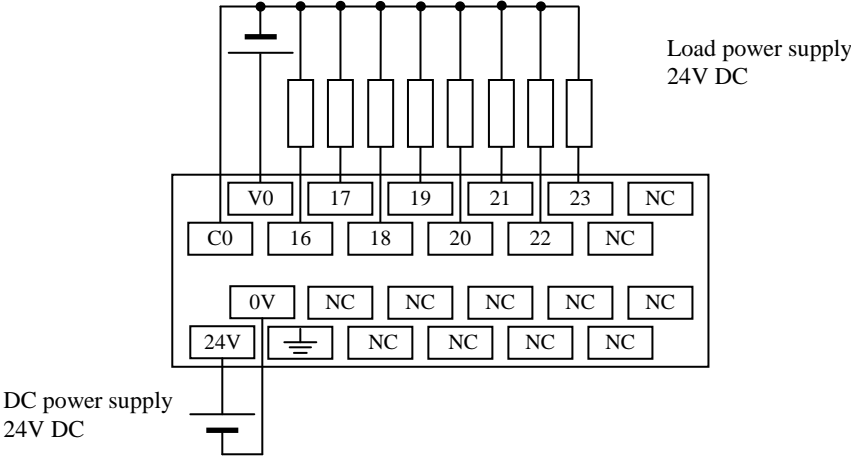 Load power supply
24V DC
V0 17 19 21 23 NC
C0 16 18 20 22 NC
0V NC NC NC NC NC
24V NC NC NC NC
DC power supply
24V DC